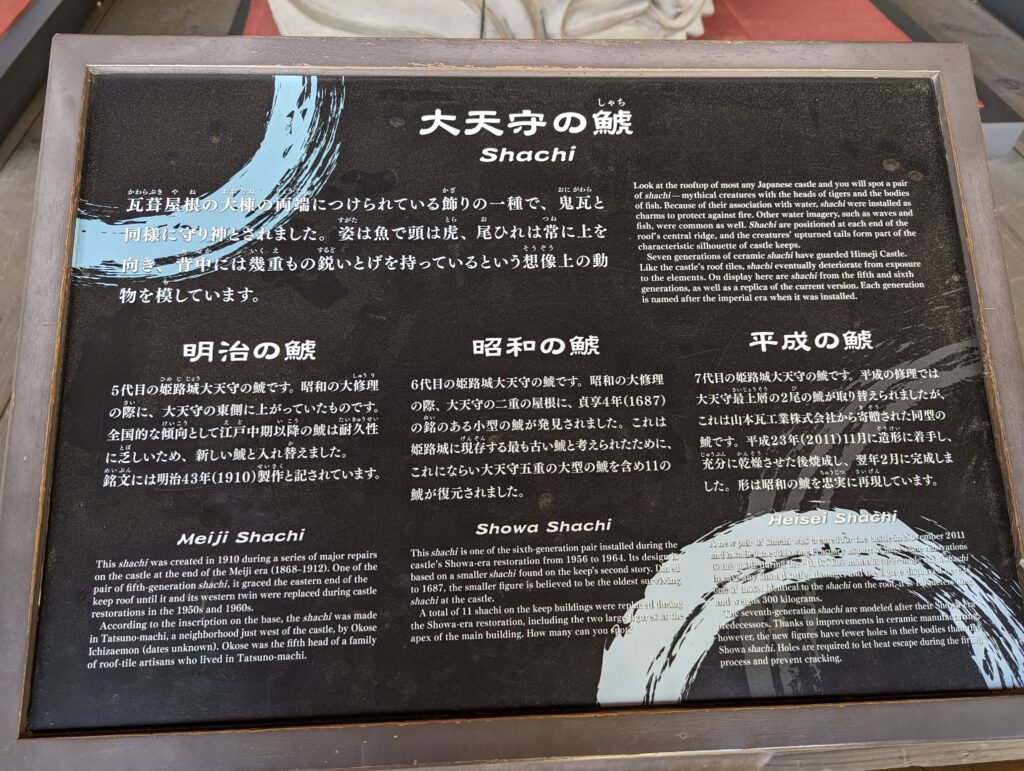 しゃち
大天守の鯱
Shachi
瓦葺屋根の大棟の両端につけられている飾りの一種で、鬼瓦と
同様に守り神とされました。姿は魚で頭は虎、尾ひれは常に上を
向き、背中には幾重もの鋭いとげを持っているという想像上の動
物を模しています。
Look at the rooftop of most any Japanese castle and you will spot a pair
of shachi—mythical creatures with the heads of tigers and the bodies
of fish. Because of their association with water, shachi were installed as
charms to protect against fire. Other water imagery, such as waves and
fish, were common as well. Shachi are positioned at each end of the
roof's central ridge, and the creatures' upturned tails form part of the
characteristic silhouette of castle keeps.
Seven generations of ceramic shachi have guarded Himeji Castle.
Like the castle's roof tiles, shachi eventually deteriorate from exposure
to the elements. On display here are shachi from the fifth and sixth
generations, as well as a replica of the current version. Each generation
is named after the imperial era when it was installed.
明治の鯱
5代目の姫路城大天守の鯱です。昭和の大修理
の際に、大天守の東側に上がっていたものです。
全国的な傾向として江戸中期以降の鯱は耐久性
に乏しいため、新しい鯱と入れ替えました。
銘文には明治43年(1910)製作と記されています。
Meiji Shachi
This shachi was created in 1910 during a series of major repairs
on the castle at the end of the Meiji era (1868–1912). One of the
pair of fifth-generation shachi, it graced the eastern end of the
keep roof until it and its western twin were replaced during castle
restorations in the 1950s and 1960s.
According to the inscription on the base, the shachi was made
in Tatsuno-machi, a neighborhood just west of the castle, by Okose
Ichizaemon (dates unknown). Okose was the fifth head of a family
of roof-tile artisans who lived in Tatsuno-machi.
昭和の鯱
6代目の姫路城大天守の鯱です。昭和の大修理
の際、大天守の二重の屋根に、貞享4年(1687)
の銘のある小型の鯱が発見されました。これは
姫路城に現存する最も古い鯱と考えられたために、
これにならい大天守五重の大型の鯱を含め11の
鯱が復元されました。
Showa Shachi
This shachi is one of the sixth-generation pair installed during the
castle's Showa-era restoration from 1956 to 1964. Its design is
based on a smaller shachi found on the keep's second story. Dated
to 1687, the smaller figure is believed to be the oldest surviving
shachi at the castle.
A total of 11 shachi on the keep buildings were replaced during
the Showa-era restoration, including the two large figures at the
apex of the main building. How many can you spot?
平成の鯱
7代目の姫路城大天守の鯱です。平成の修理では
大天守最上層の2尾の鯱が取り替えられましたが、
これは山本瓦工業株式会社から寄贈された同型の
鯱です。平成23年(2011)11月に造形に着手し、
充分に乾燥させた後焼成し、翌年2月に完成しま
した。形は昭和の鯱を忠実に再現しています。
Heisei Shachi
A new pair of shachi was created for the castle in November 2011
and installed the following February as part of
to the
and weighs 300 kilograms.
The seventh-generation shachi are modeled after their Showa-era
predecessors. Thanks to improvements in ceramic manufacturing,
however, the new figures have fewer holes in their bodies than the
Showa shachi. Holes are required to let heat escape during the firing
process and prevent cracking.